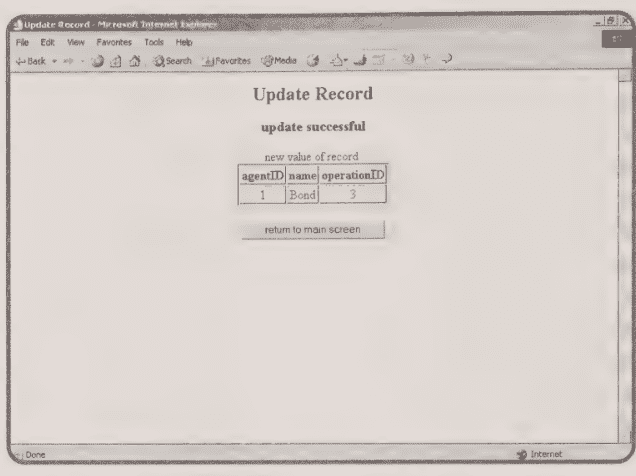 Update Record - Microsoft Internet Explorer
File Edit View Favorites Tools Help
Back Search Favorites Media
Update Record
update successful
new value of record
agentID name operationID
1 Bond 3
return to main screen
Done Internet